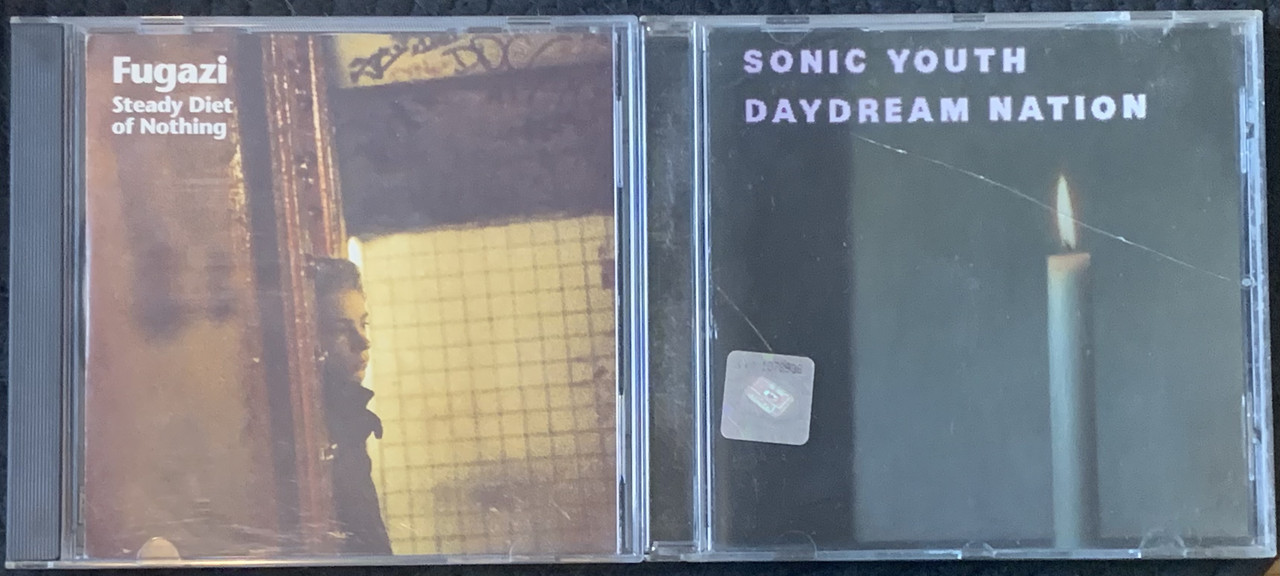 Fugazi
Steady Diet
of Nothing
SONIC YOUTH
DAYDREAM NATION